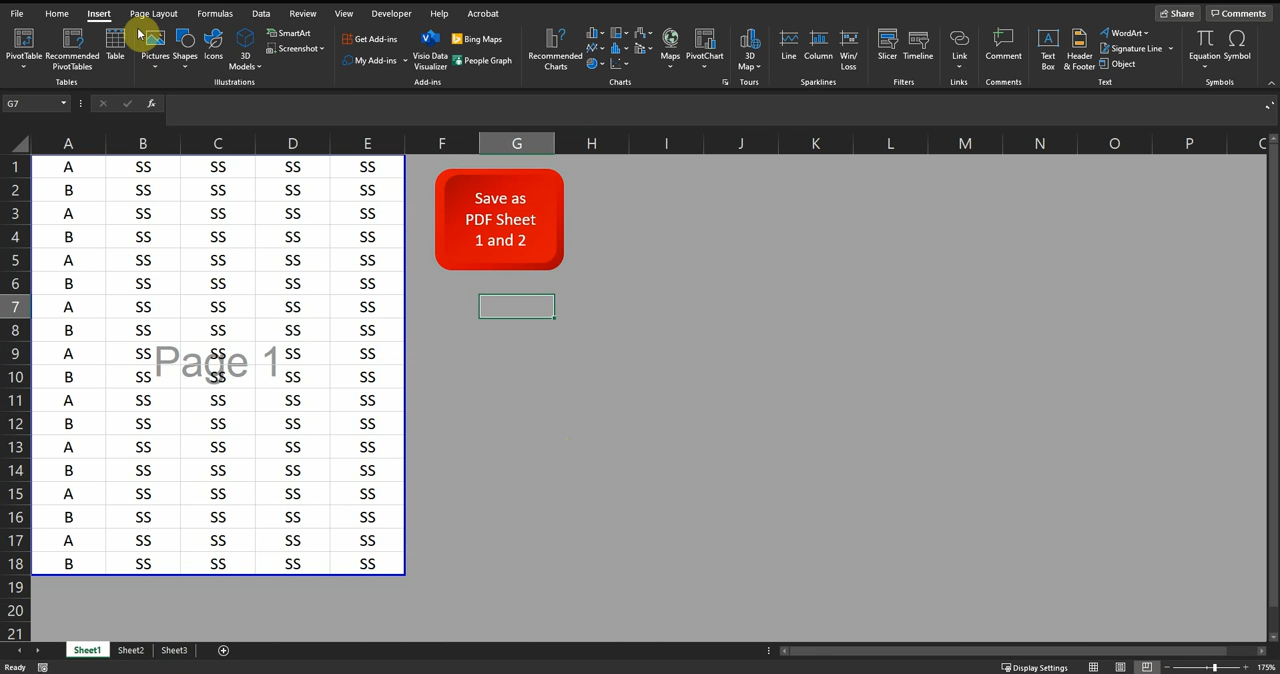 File Home Insert Page Layout Formulas Data Review View Developer Help Acrobat Share Comments
PivotTable Recommended PivotTables Table Pictures Shapes Icons 3D Models SmartArt Screenshot Get Add-ins My Add-ins Visio Data Visualizer Bing Maps People Graph Recommended Charts Maps PivotChart 3D Map Line Column Win/Loss Slicer Timeline Link Comment Text Box Header & Footer WordArt Signature Line Object Equation Symbol
Tables Illustrations Add-ins Charts Tours Sparklines Filters Links Comments Text Symbols
G7 fx
A B C D E F G H I J K L M N O P
1 A SS SS SS SS
2 B SS SS SS SS
3 A SS SS SS SS
4 B SS SS SS SS
5 A SS SS SS SS
6 B SS SS SS SS
7 A SS SS SS SS
8 B SS SS SS SS
9 A SS SS SS SS
10 B SS SS SS SS
11 A SS SS SS SS
12 B SS SS SS SS
13 A SS SS SS SS
14 B SS SS SS SS
15 A SS SS SS SS
16 B SS SS SS SS
17 A SS SS SS SS
18 B SS SS SS SS
19
20
21
Page 1
Save as
PDF Sheet
1 and 2
Sheet1 Sheet2 Sheet3
Ready Display Settings 175%